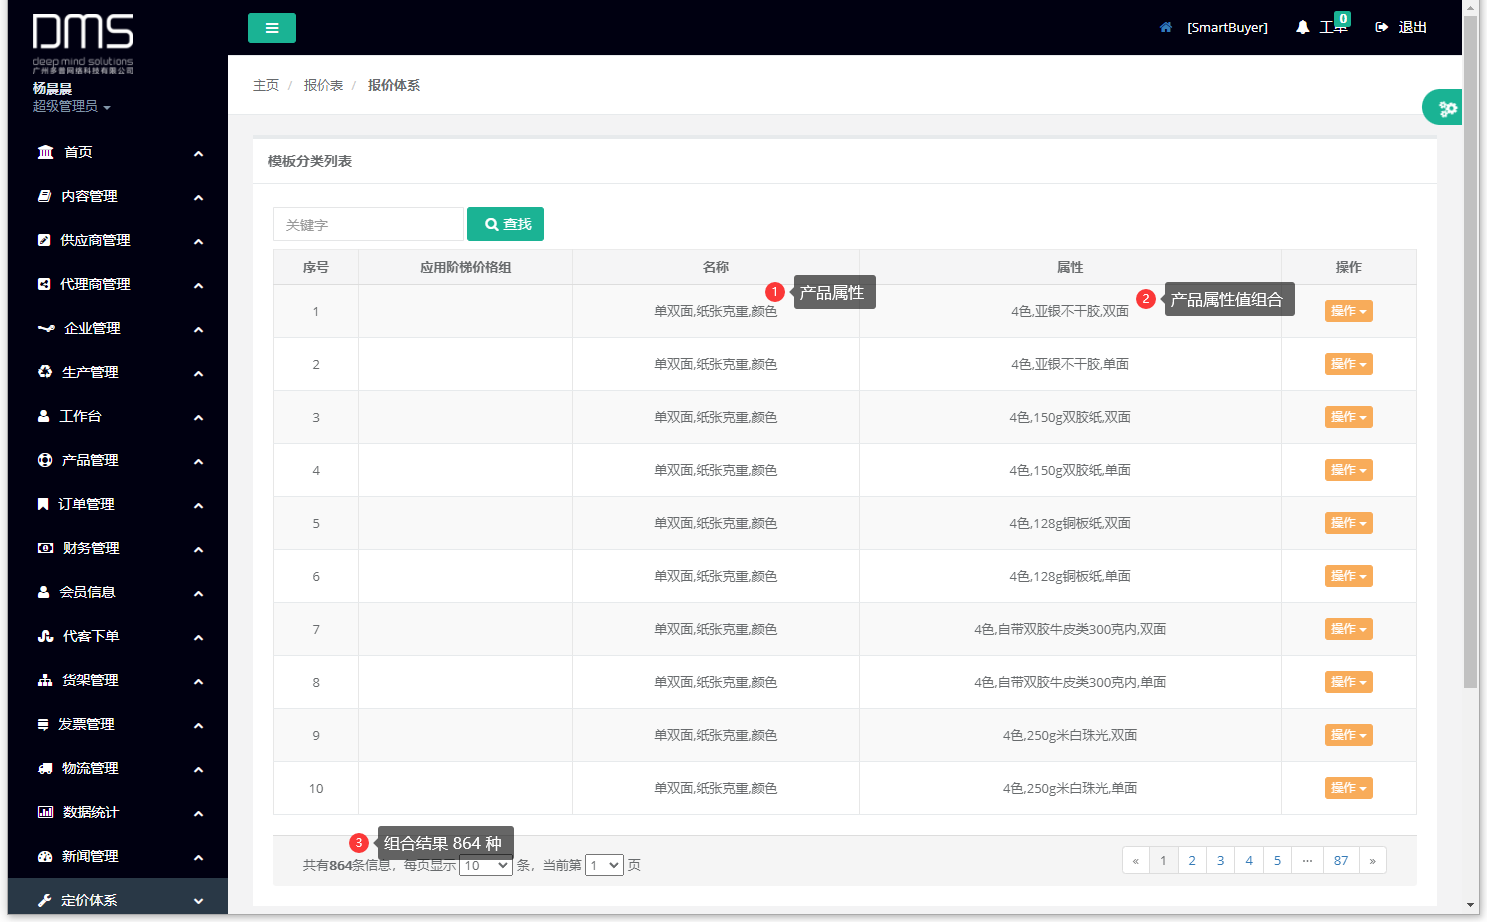 DMS
deep mind solutions
广州多普网络科技有限公司
杨晨晨
超级管理员
首页
内容管理
供应商管理
代理商管理
企业管理
生产管理
工作台
产品管理
订单管理
财务管理
会员信息
代客下单
货架管理
发票管理
物流管理
数据统计
新闻管理
定价体系
[SmartBuyer] 工单 0 退出
主页 / 报价表 / 报价体系
模板分类列表
关键字 查找
序号 应用阶梯价格组 名称 属性 操作
1 产品属性
2 产品属性值组合
1 单双面,纸张克重,颜色 4色,亚银不干胶,双面 操作
2 单双面,纸张克重,颜色 4色,亚银不干胶,单面 操作
3 单双面,纸张克重,颜色 4色,150g双胶纸,双面 操作
4 单双面,纸张克重,颜色 4色,150g双胶纸,单面 操作
5 单双面,纸张克重,颜色 4色,128g铜板纸,双面 操作
6 单双面,纸张克重,颜色 4色,128g铜板纸,单面 操作
7 单双面,纸张克重,颜色 4色,自带双胶牛皮类300克内,双面 操作
8 单双面,纸张克重,颜色 4色,自带双胶牛皮类300克内,单面 操作
9 单双面,纸张克重,颜色 4色,250g米白珠光,双面 操作
10 单双面,纸张克重,颜色 4色,250g米白珠光,单面 操作
3 组合结果 864 种
共有864条信息，每页显示 10 条，当前第 1 页
« 1 2 3 4 5 ... 87 »